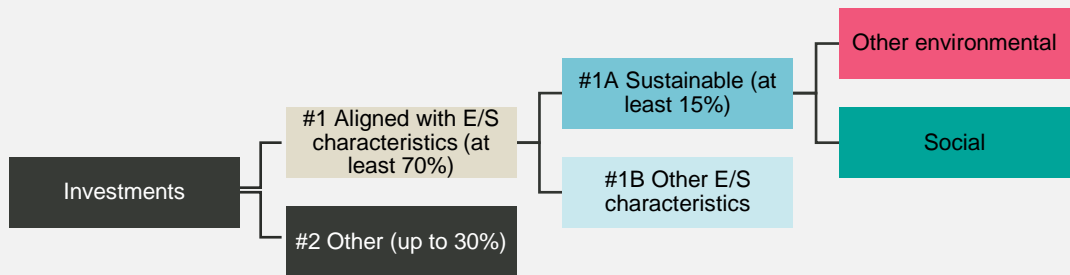 Investments
#1 Aligned with E/S
characteristics (at
least 70%)
#2 Other (up to 30%)
#1A Sustainable (at
least 15%)
#1B Other E/S
characteristics
Other environmental
Social